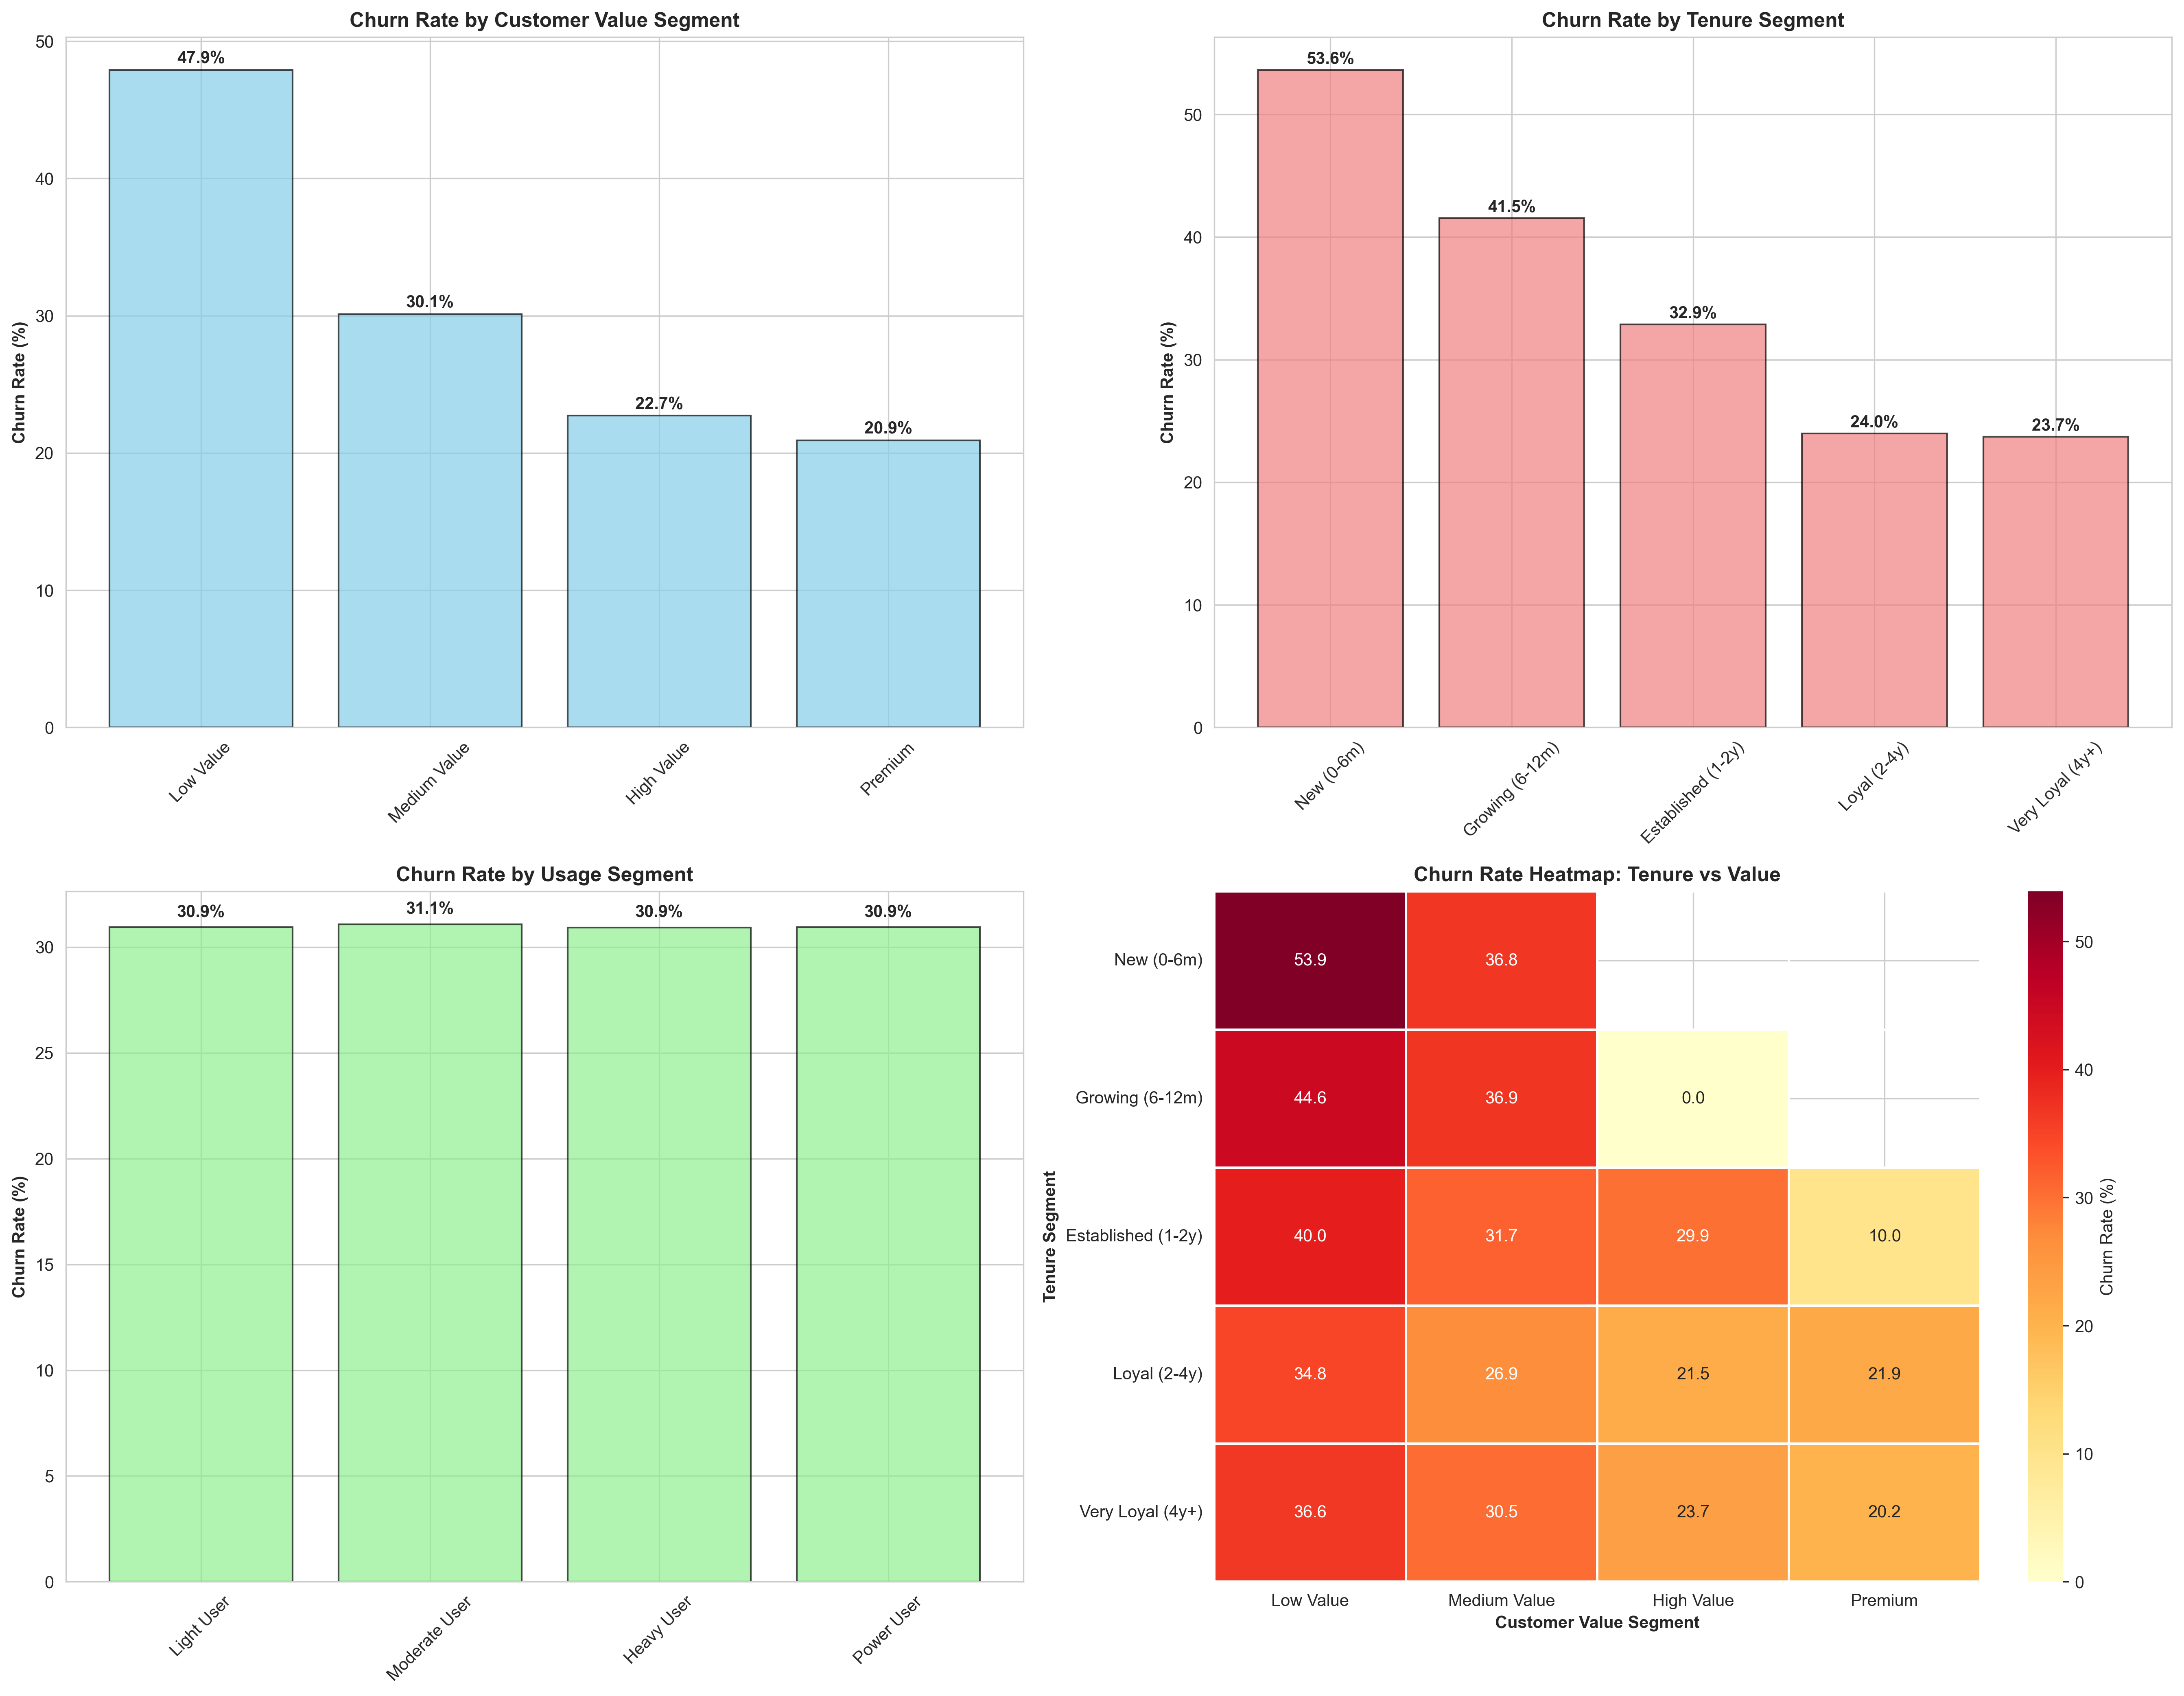 Churn Rate by Customer Value Segment
Churn Rate (%)
50
40
30
20
10
0
47.9%
30.1%
22.7%
20.9%
Low Value
Medium Value
High Value
Premium
Churn Rate by Tenure Segment
Churn Rate (%)
50
40
30
20
10
0
53.6%
41.5%
32.9%
24.0%
23.7%
New (0-6m)
Growing (6-12m)
Established (1-2y)
Loyal (2-4y)
Very Loyal (4y+)
Churn Rate by Usage Segment
Churn Rate (%)
30
25
20
15
10
5
0
30.9%
31.1%
30.9%
30.9%
Light User
Moderate User
Heavy User
Power User
Churn Rate Heatmap: Tenure vs Value
Tenure Segment
New (0-6m) 53.9 36.8
Growing (6-12m) 44.6 36.9 0.0
Established (1-2y) 40.0 31.7 29.9 10.0
Loyal (2-4y) 34.8 26.9 21.5 21.9
Very Loyal (4y+) 36.6 30.5 23.7 20.2
Low Value Medium Value High Value Premium
Customer Value Segment
50
40
30
20
10
0
Churn Rate (%)